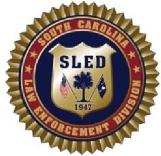 SOUTH CAROLINA
SLED
1947
LAW ENFORCEMENT DIVISION